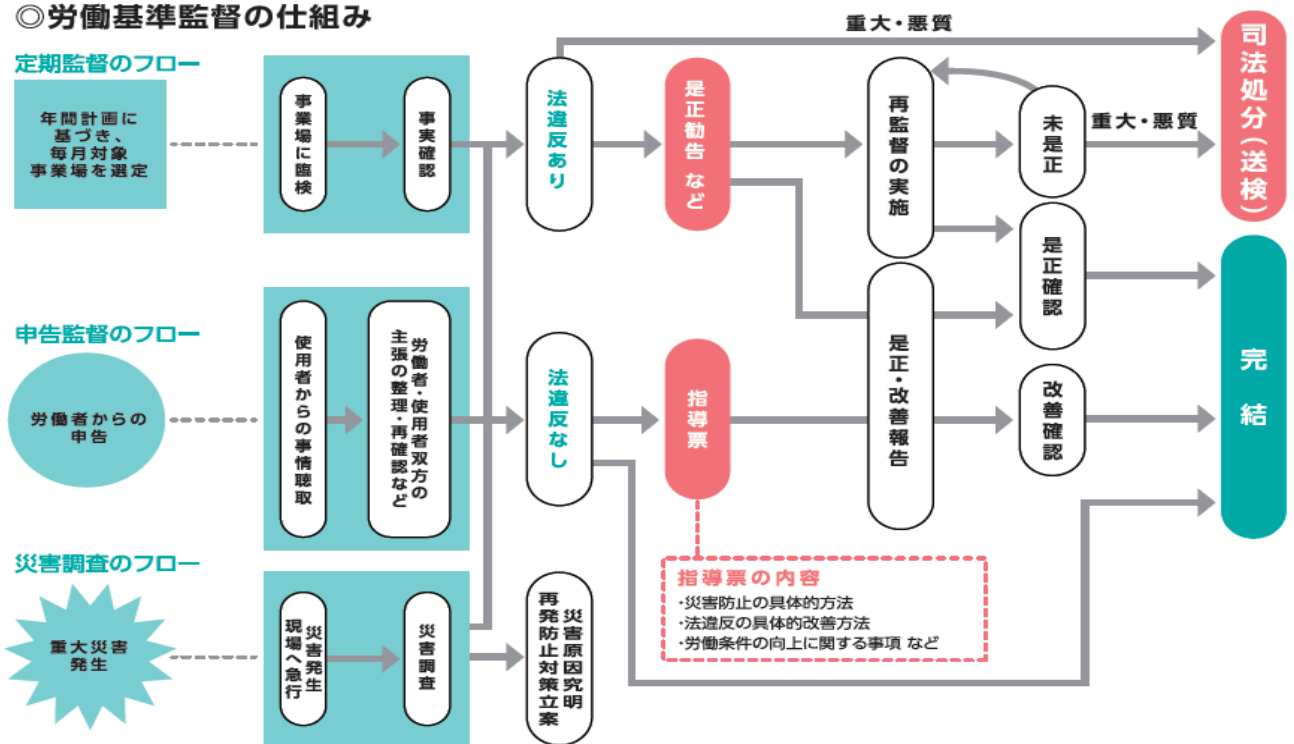 ◎労働基準監督の仕組み
定期監督のフロー
年間計画に
基づき、
毎月対象
事業場を選定
事業場に臨検
事実確認
法違反あり
是正勧告 など
再監督の実施
未是正
重大・悪質
重大・悪質
司法処分(送検)
是正確認
申告監督のフロー
労働者からの
申告
使用者からの事情聴取
労働者・使用者双方の
主張の整理・再確認など
法違反なし
指導票
是正・改善報告
改善確認
完結
指導票の内容
・災害防止の具体的方法
・法違反の具体的改善方法
・労働条件の向上に関する事項 など
災害調査のフロー
重大災害
発生
災害発生
現場へ急行
災害調査
災害原因究明
再発防止対策立案